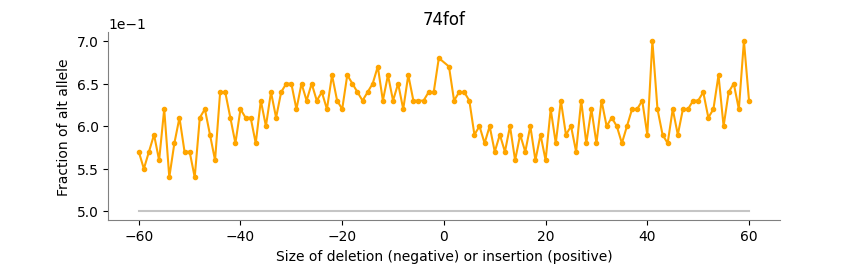 74fof
1e−1
7.0
6.5
6.0
5.5
5.0
Fraction of alt allele
−60 −40 −20 0 20 40 60
Size of deletion (negative) or insertion (positive)